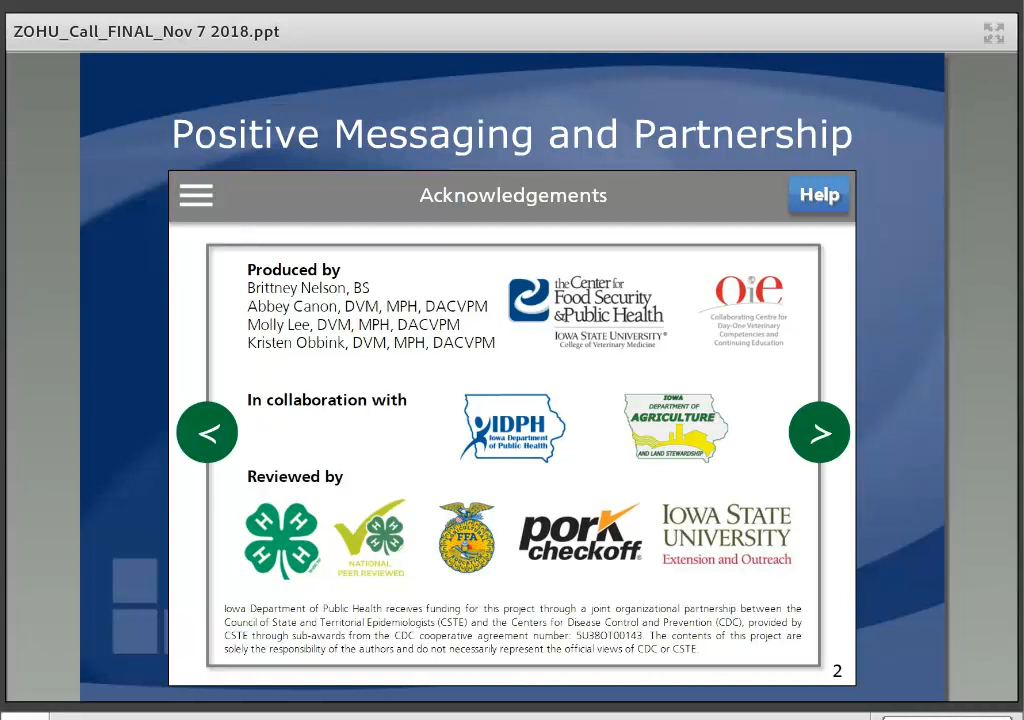 ZOHU_Call_FINAL_Nov 7 2018.ppt
Positive Messaging and Partnership
Acknowledgements
Help
Produced by
Brittney Nelson, BS
Abbey Canon, DVM, MPH, DACVPM
Molly Lee, DVM, MPH, DACVPM
Kristen Obbink, DVM, MPH, DACVPM
the Center for
Food Security
&Public Health
IOWA STATE UNIVERSITY®
College of Veterinary Medicine
OiE
Collaborating Centre for
Day-One Veterinary
Competencies and
Continuing Education
In collaboration with
IDPH
Iowa Department
of Public Health
IOWA
DEPARTMENT OF
AGRICULTURE
AND LAND STEWARDSHIP
<
>
Reviewed by
H H H H
H H H H
NATIONAL
PEER REVIEWED
FFA
pork
checkoff
IOWA STATE
UNIVERSITY
Extension and Outreach
Iowa Department of Public Health receives funding for this project through a joint organizational partnership between the
Council of State and Territorial Epidemiologists (CSTE) and the Centers for Disease Control and Prevention (CDC), provided by
CSTE through sub-awards from the CDC cooperative agreement number: 5U38OT00143. The contents of this project are
solely the responsibility of the authors and do not necessarily represent the official views of CDC or CSTE.
2